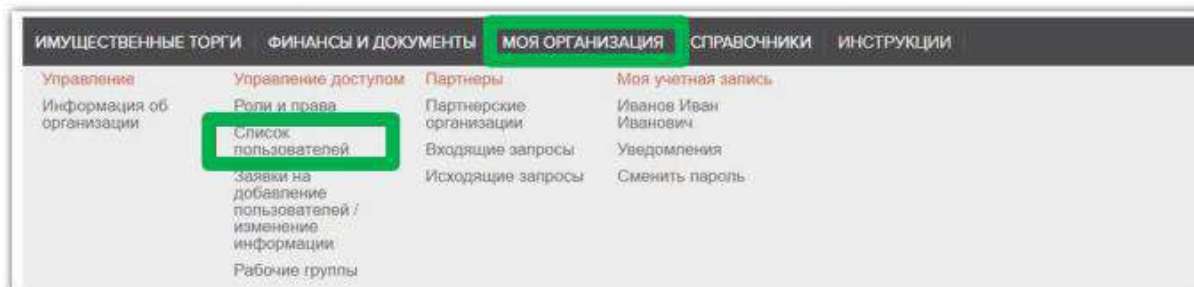 ИМУЩЕСТВЕННЫЕ ТОРГИ ФИНАНСЫ И ДОКУМЕНТЫ МОЯ ОРГАНИЗАЦИЯ СПРАВОЧНИКИ ИНСТРУКЦИИ
Управление
Информация об
организации
Управление доступом
Роли и права
Список
пользователей
Заявки на
добавление
пользователей /
изменение
информации
Рабочие группы
Партнеры
Партнерские
организации
Входящие запросы
Исходящие запросы
Моя учетная запись
Иванов Иван
Иванович
Уведомления
Сменить пароль